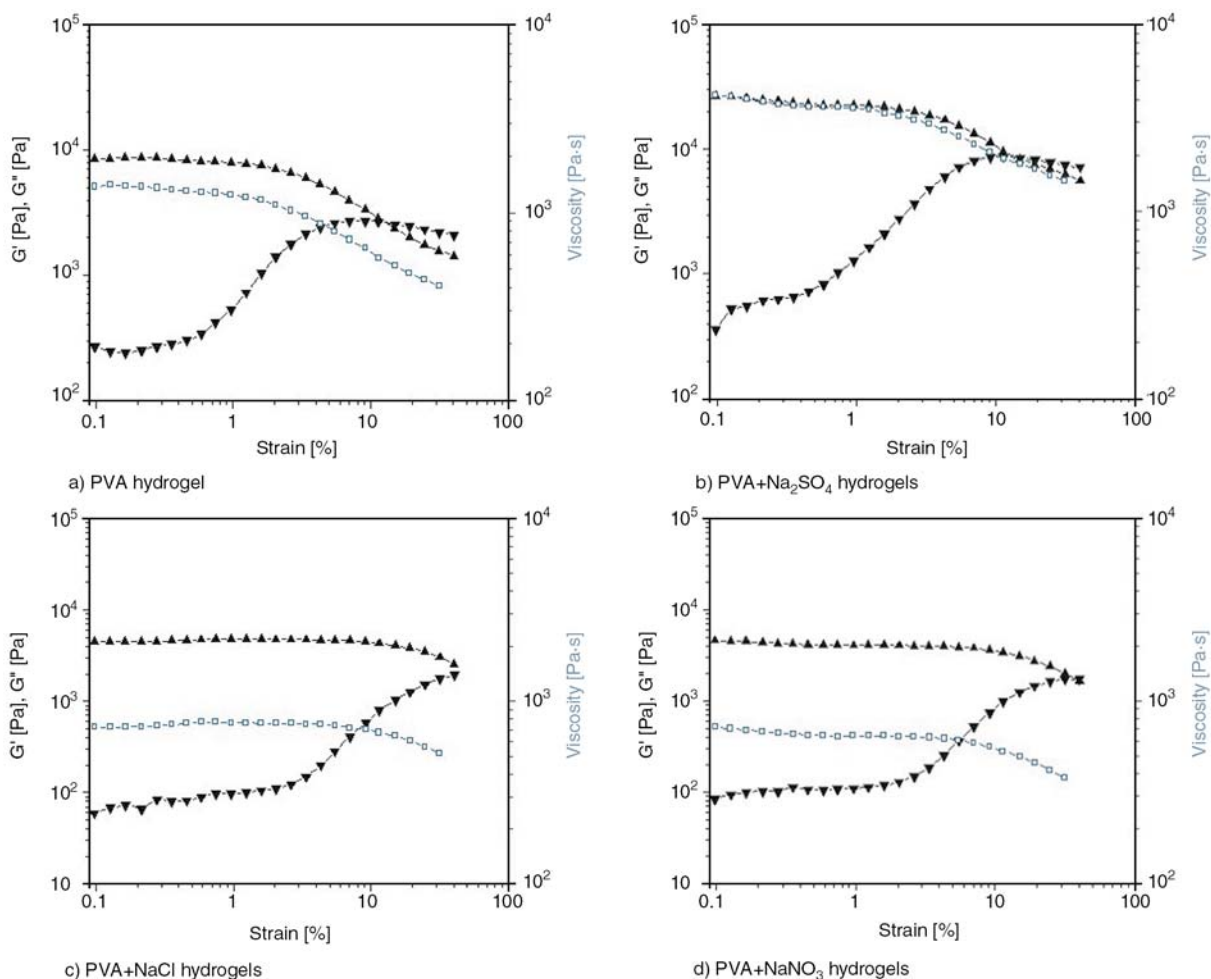 10⁵
10⁴
10³
10²
G' [Pa], G" [Pa]
10⁴
10³
10²
Viscosity [Pa·s]
0.1 1 10 100
Strain [%]
a) PVA hydrogel
10⁵
10⁴
10³
10²
G' [Pa], G" [Pa]
10⁴
10³
10²
Viscosity [Pa·s]
0.1 1 10 100
Strain [%]
b) PVA+Na₂SO₄ hydrogels
10⁵
10⁴
10³
10²
10
G' [Pa], G" [Pa]
10⁴
10³
10²
Viscosity [Pa·s]
0.1 1 10 100
Strain [%]
c) PVA+NaCl hydrogels
10⁵
10⁴
10³
10²
10
G' [Pa], G" [Pa]
10⁴
10³
10²
Viscosity [Pa·s]
0.1 1 10 100
Strain [%]
d) PVA+NaNO₃ hydrogels